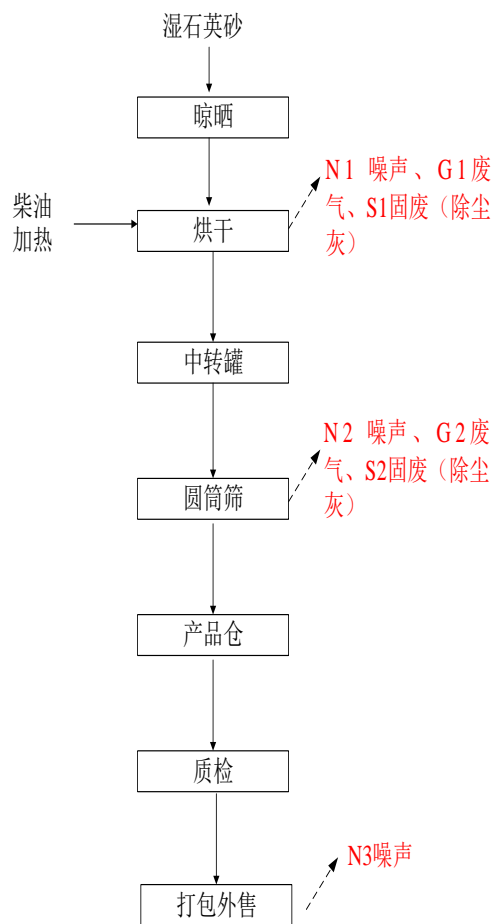 湿石英砂
晾晒
N1 噪声、G1废
气、S1固废（除尘
灰）
柴油
加热
烘干
中转罐
N2 噪声、G2废
气、S2固废（除尘
灰）
圆筒筛
产品仓
质检
N3噪声
打包外售